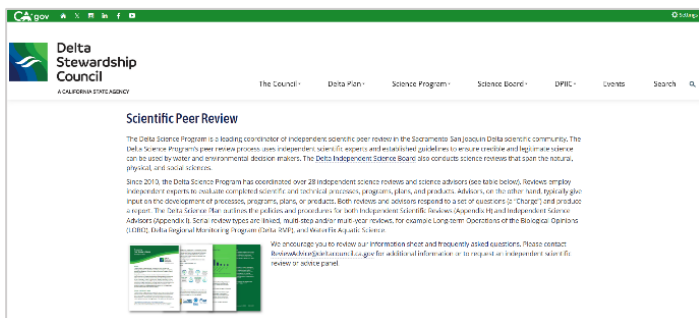 CA.gov
Settings
Delta
Stewardship
Council
A CALIFORNIA STATE AGENCY
The Council
Delta Plan
Science Program
Science Board
DPIIC
Events
Search
Scientific Peer Review
The Delta Science Program is a leading coordinator of independent scientific peer review in the Sacramento-San Joaquin Delta scientific community. The
Delta Science Program's peer review process uses independent scientific experts and established guidelines to ensure credible and legitimate science
can be used by water and environmental decision makers. The Delta Independent Science Board also conducts science reviews that span the natural,
physical, and social sciences.
Since 2010, the Delta Science Program has coordinated over 28 independent science reviews and science advisors (see table below). Reviews employ
independent experts to evaluate completed scientific and technical processes, programs, plans, and products. Advisors, on the other hand, typically give
input on the development of processes, programs, plans, or products. Both reviews and advisors respond to a set of questions (a "Charge") and produce
a report. The Delta Science Plan outlines the policies and procedures for both Independent Scientific Reviews (Appendix H) and Independent Science
Advisors (Appendix I). Serial review types are linked, multi-step and/or multi-year reviews, for example Long-term Operations of the Biological Opinions
(LOBO), Delta Regional Monitoring Program (Delta RMP), and WaterFix Aquatic Science.
We encourage you to review our information sheet and frequently asked questions. Please contact
ReviewAdvice@deltacouncil.ca.gov for additional information or to request an independent scientific
review or advice panel.